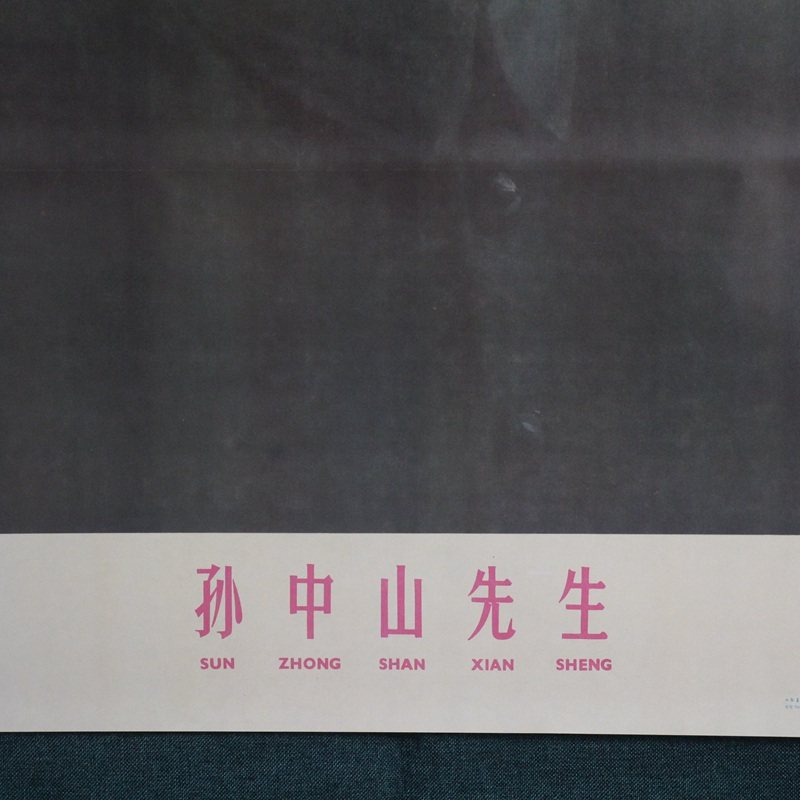 孙中山先生
SUN ZHONG SHAN XIAN SHENG